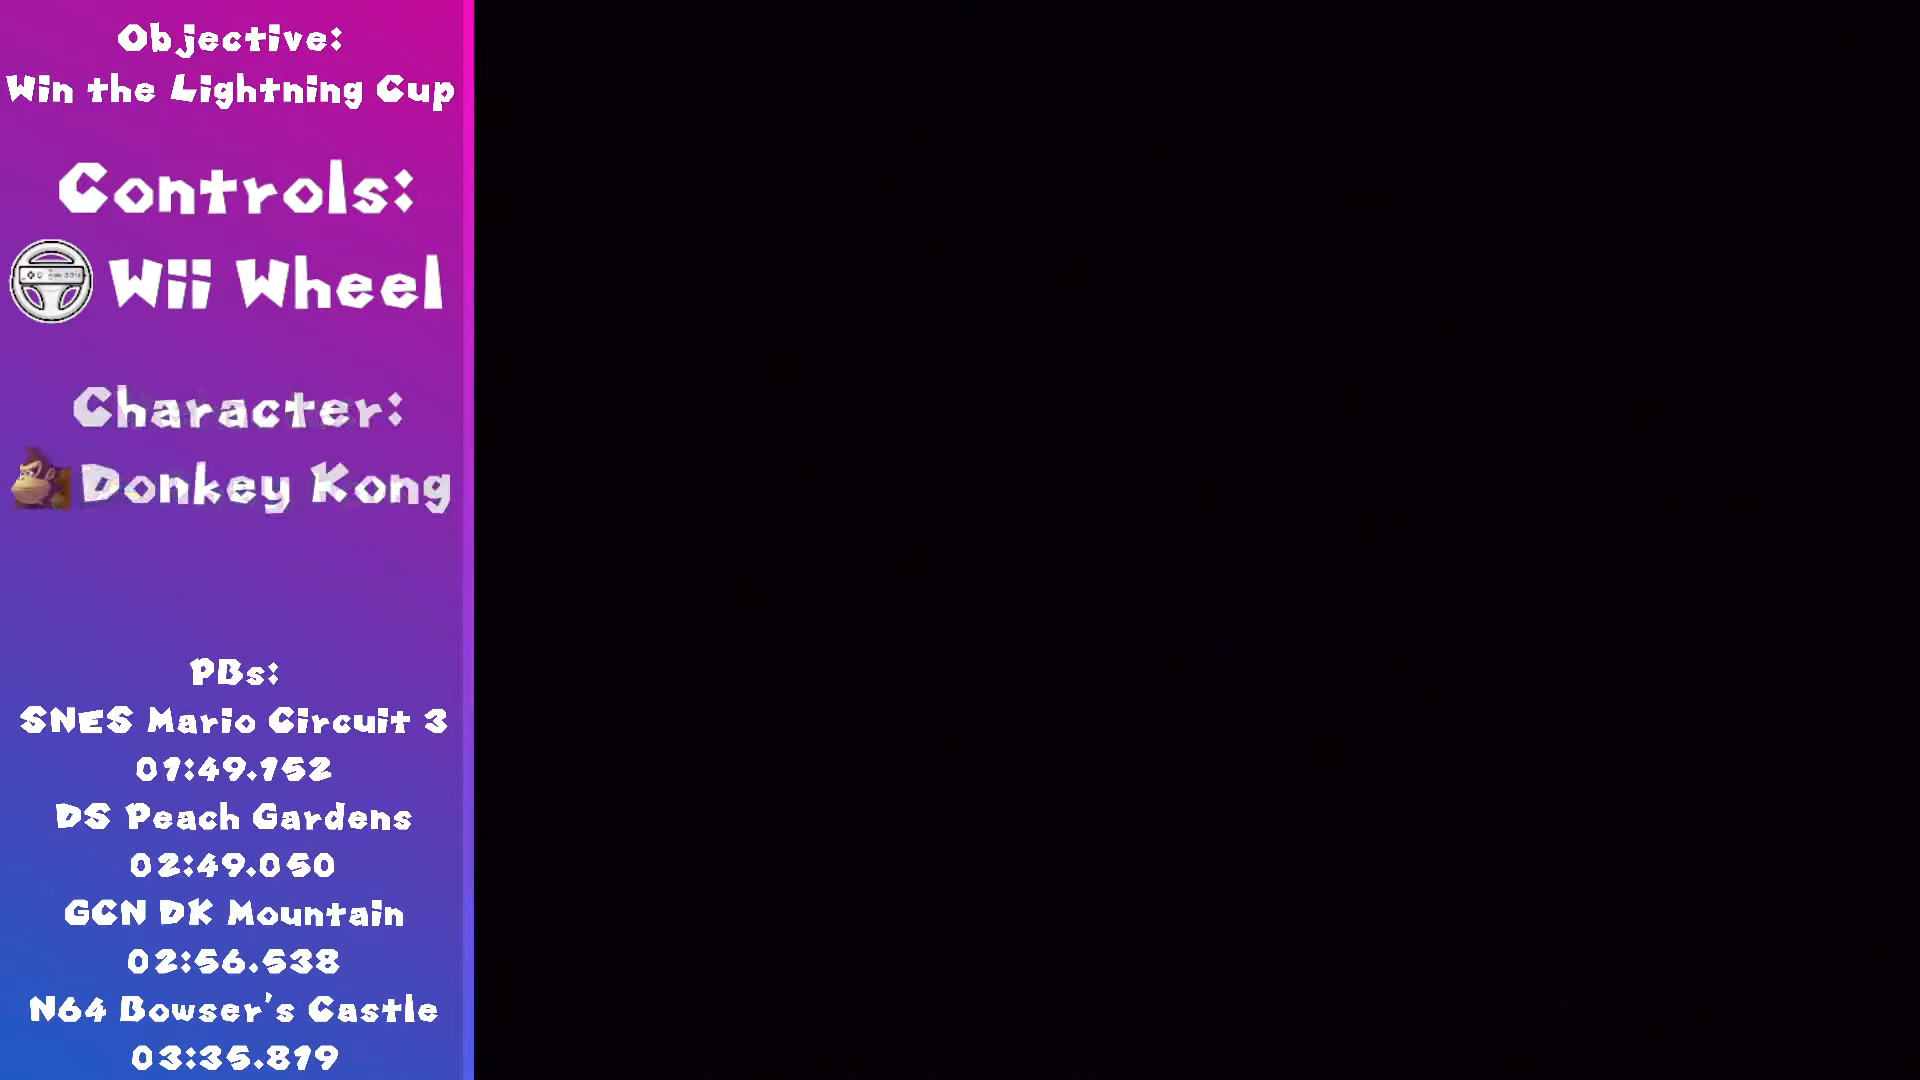 Objective:
Win the Lightning Cup
Controls:
Wii Wheel
Character:
Donkey Kong
PBs:
SNES Mario Circuit 3
01:49.152
DS Peach Gardens
02:49.050
GCN DK Mountain
02:56.538
N64 Bowser's Castle
03:35.819